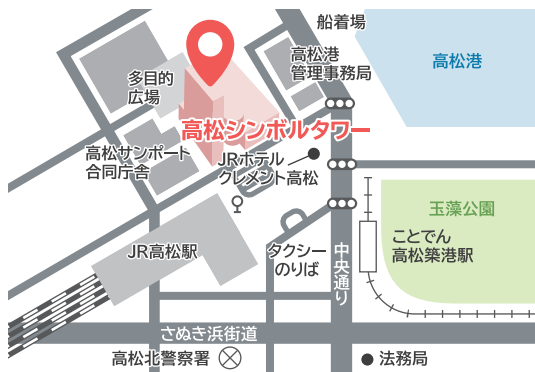 船着場
高松港
高松港
管理事務局
多目的
広場
高松シンボルタワー
高松サンポート
合同庁舎
JRホテル
クレメント高松
玉藻公園
JR高松駅
タクシー
のりば
中央通り
ことでん
高松築港駅
さぬき浜街道
高松北警察署
法務局